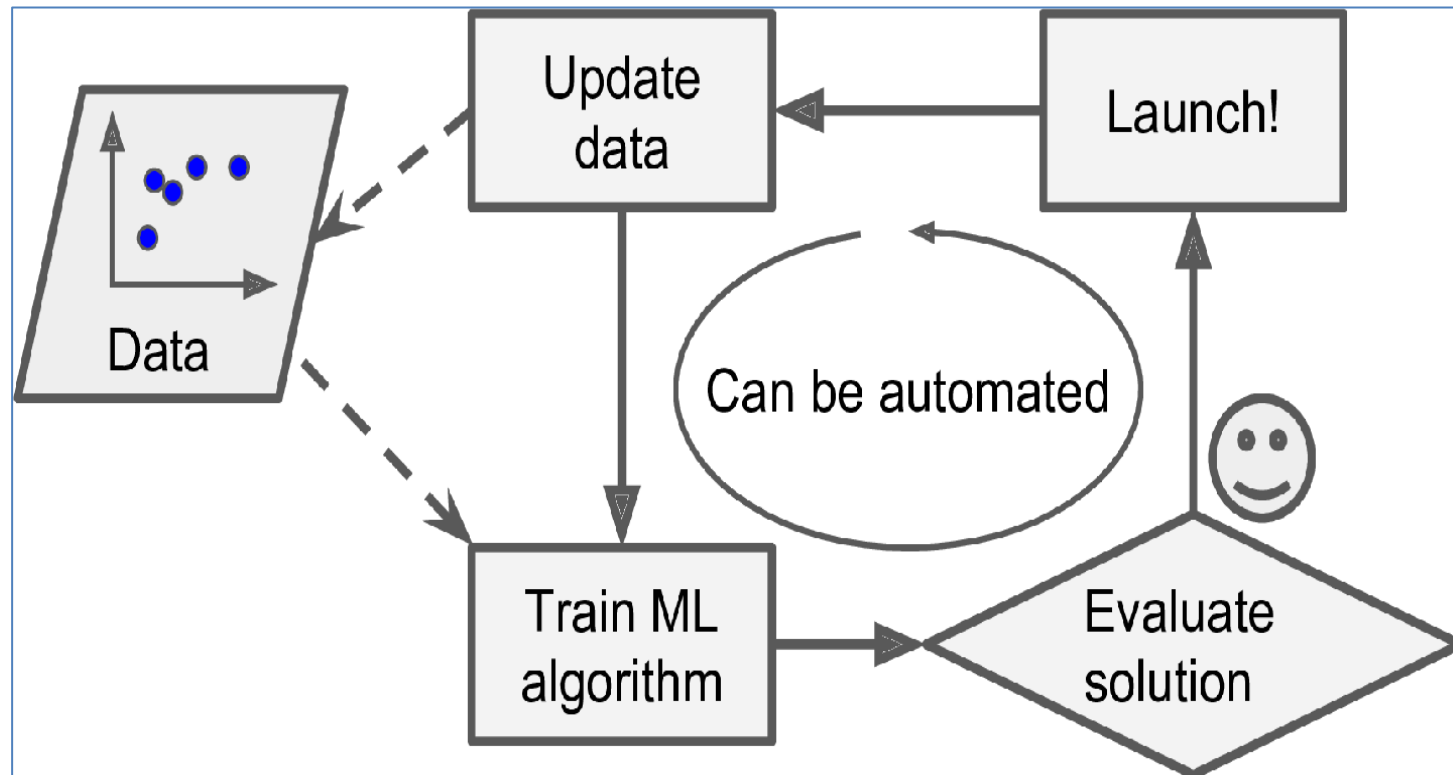 Update
data
Launch!
Data
Can be automated
Train ML
algorithm
Evaluate
solution